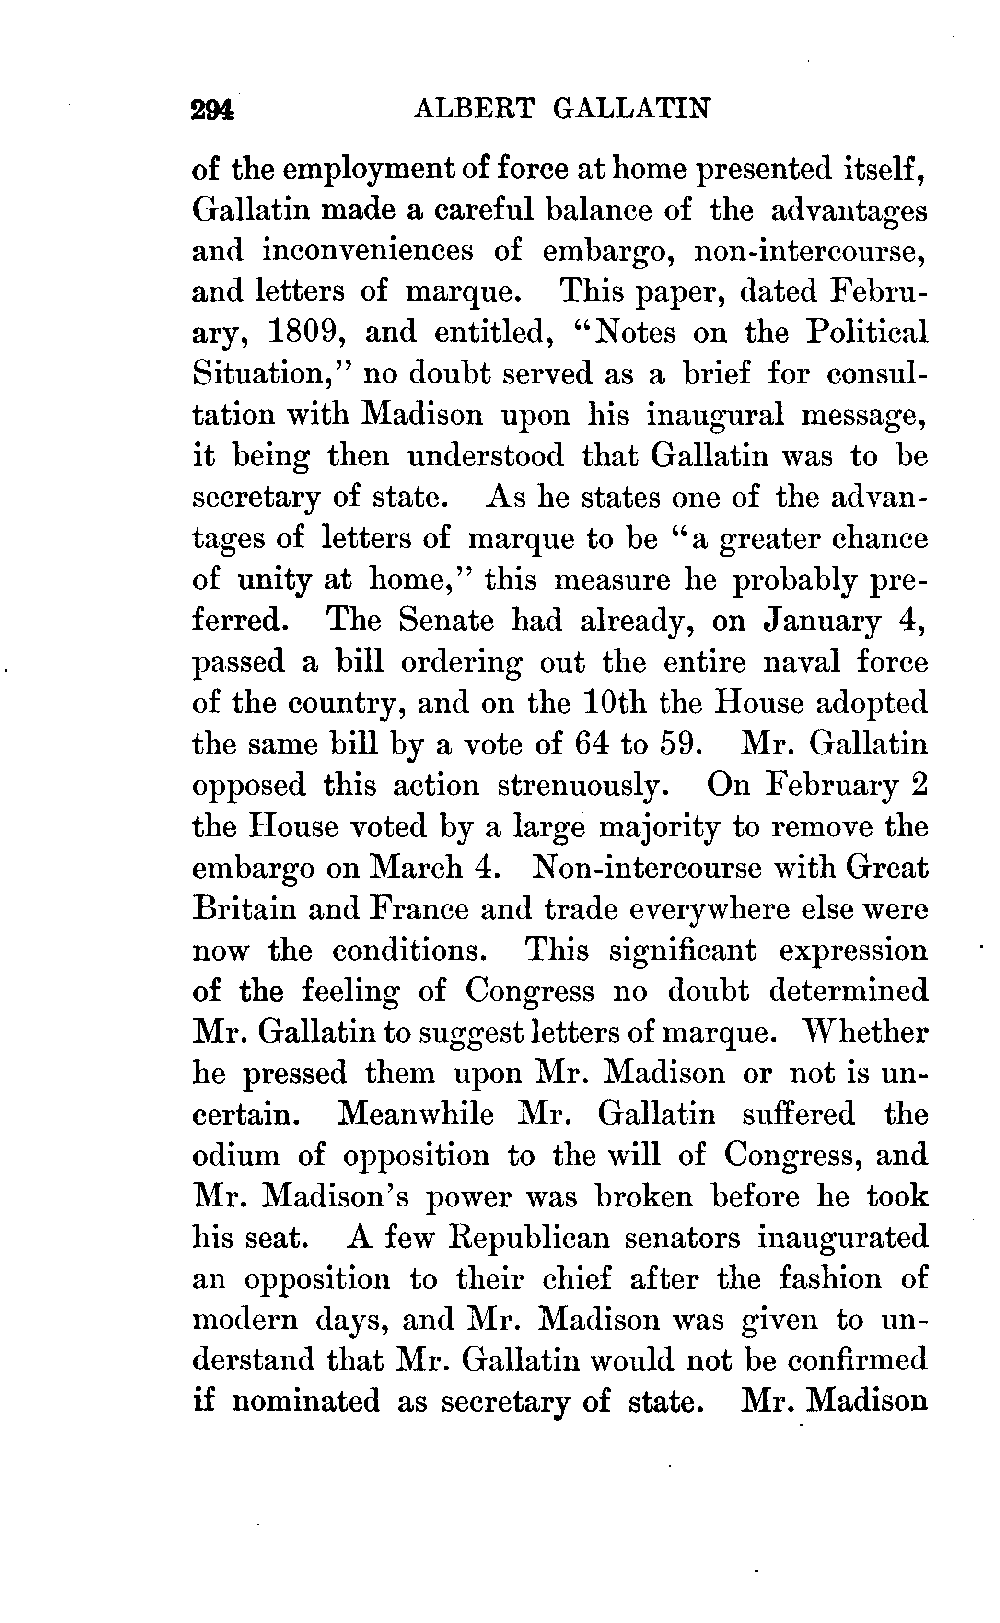 294 ALBERT GALLATIN
of the employment of force at home presented itself,
Gallatin made a careful balance of the advantages
and inconveniences of embargo, non-intercourse,
and letters of marque. This paper, dated Febru-
ary, 1809, and entitled, “Notes on the Political
Situation,” no doubt served as a brief for consul-
tation with Madison upon his inaugural message,
it being then understood that Gallatin was to be
secretary of state. As he states one of the advan-
tages of letters of marque to be “a greater chance
of unity at home,” this measure he probably pre-
ferred. The Senate had already, on January 4,
passed a bill ordering out the entire naval force
of the country, and on the 10th the House adopted
the same bill by a vote of 64 to 59. Mr. Gallatin
opposed this action strenuously. On February 2
the House voted by a large majority to remove the
embargo on March 4. Non-intercourse with Great
Britain and France and trade everywhere else were
now the conditions. This significant expression
of the feeling of Congress no doubt determined
Mr. Gallatin to suggest letters of marque. Whether
he pressed them upon Mr. Madison or not is un-
certain. Meanwhile Mr. Gallatin suffered the
odium of opposition to the will of Congress, and
Mr. Madison’s power was broken before he took
his seat. A few Republican senators inaugurated
an opposition to their chief after the fashion of
modern days, and Mr. Madison was given to un-
derstand that Mr. Gallatin would not be confirmed
if nominated as secretary of state. Mr. Madison